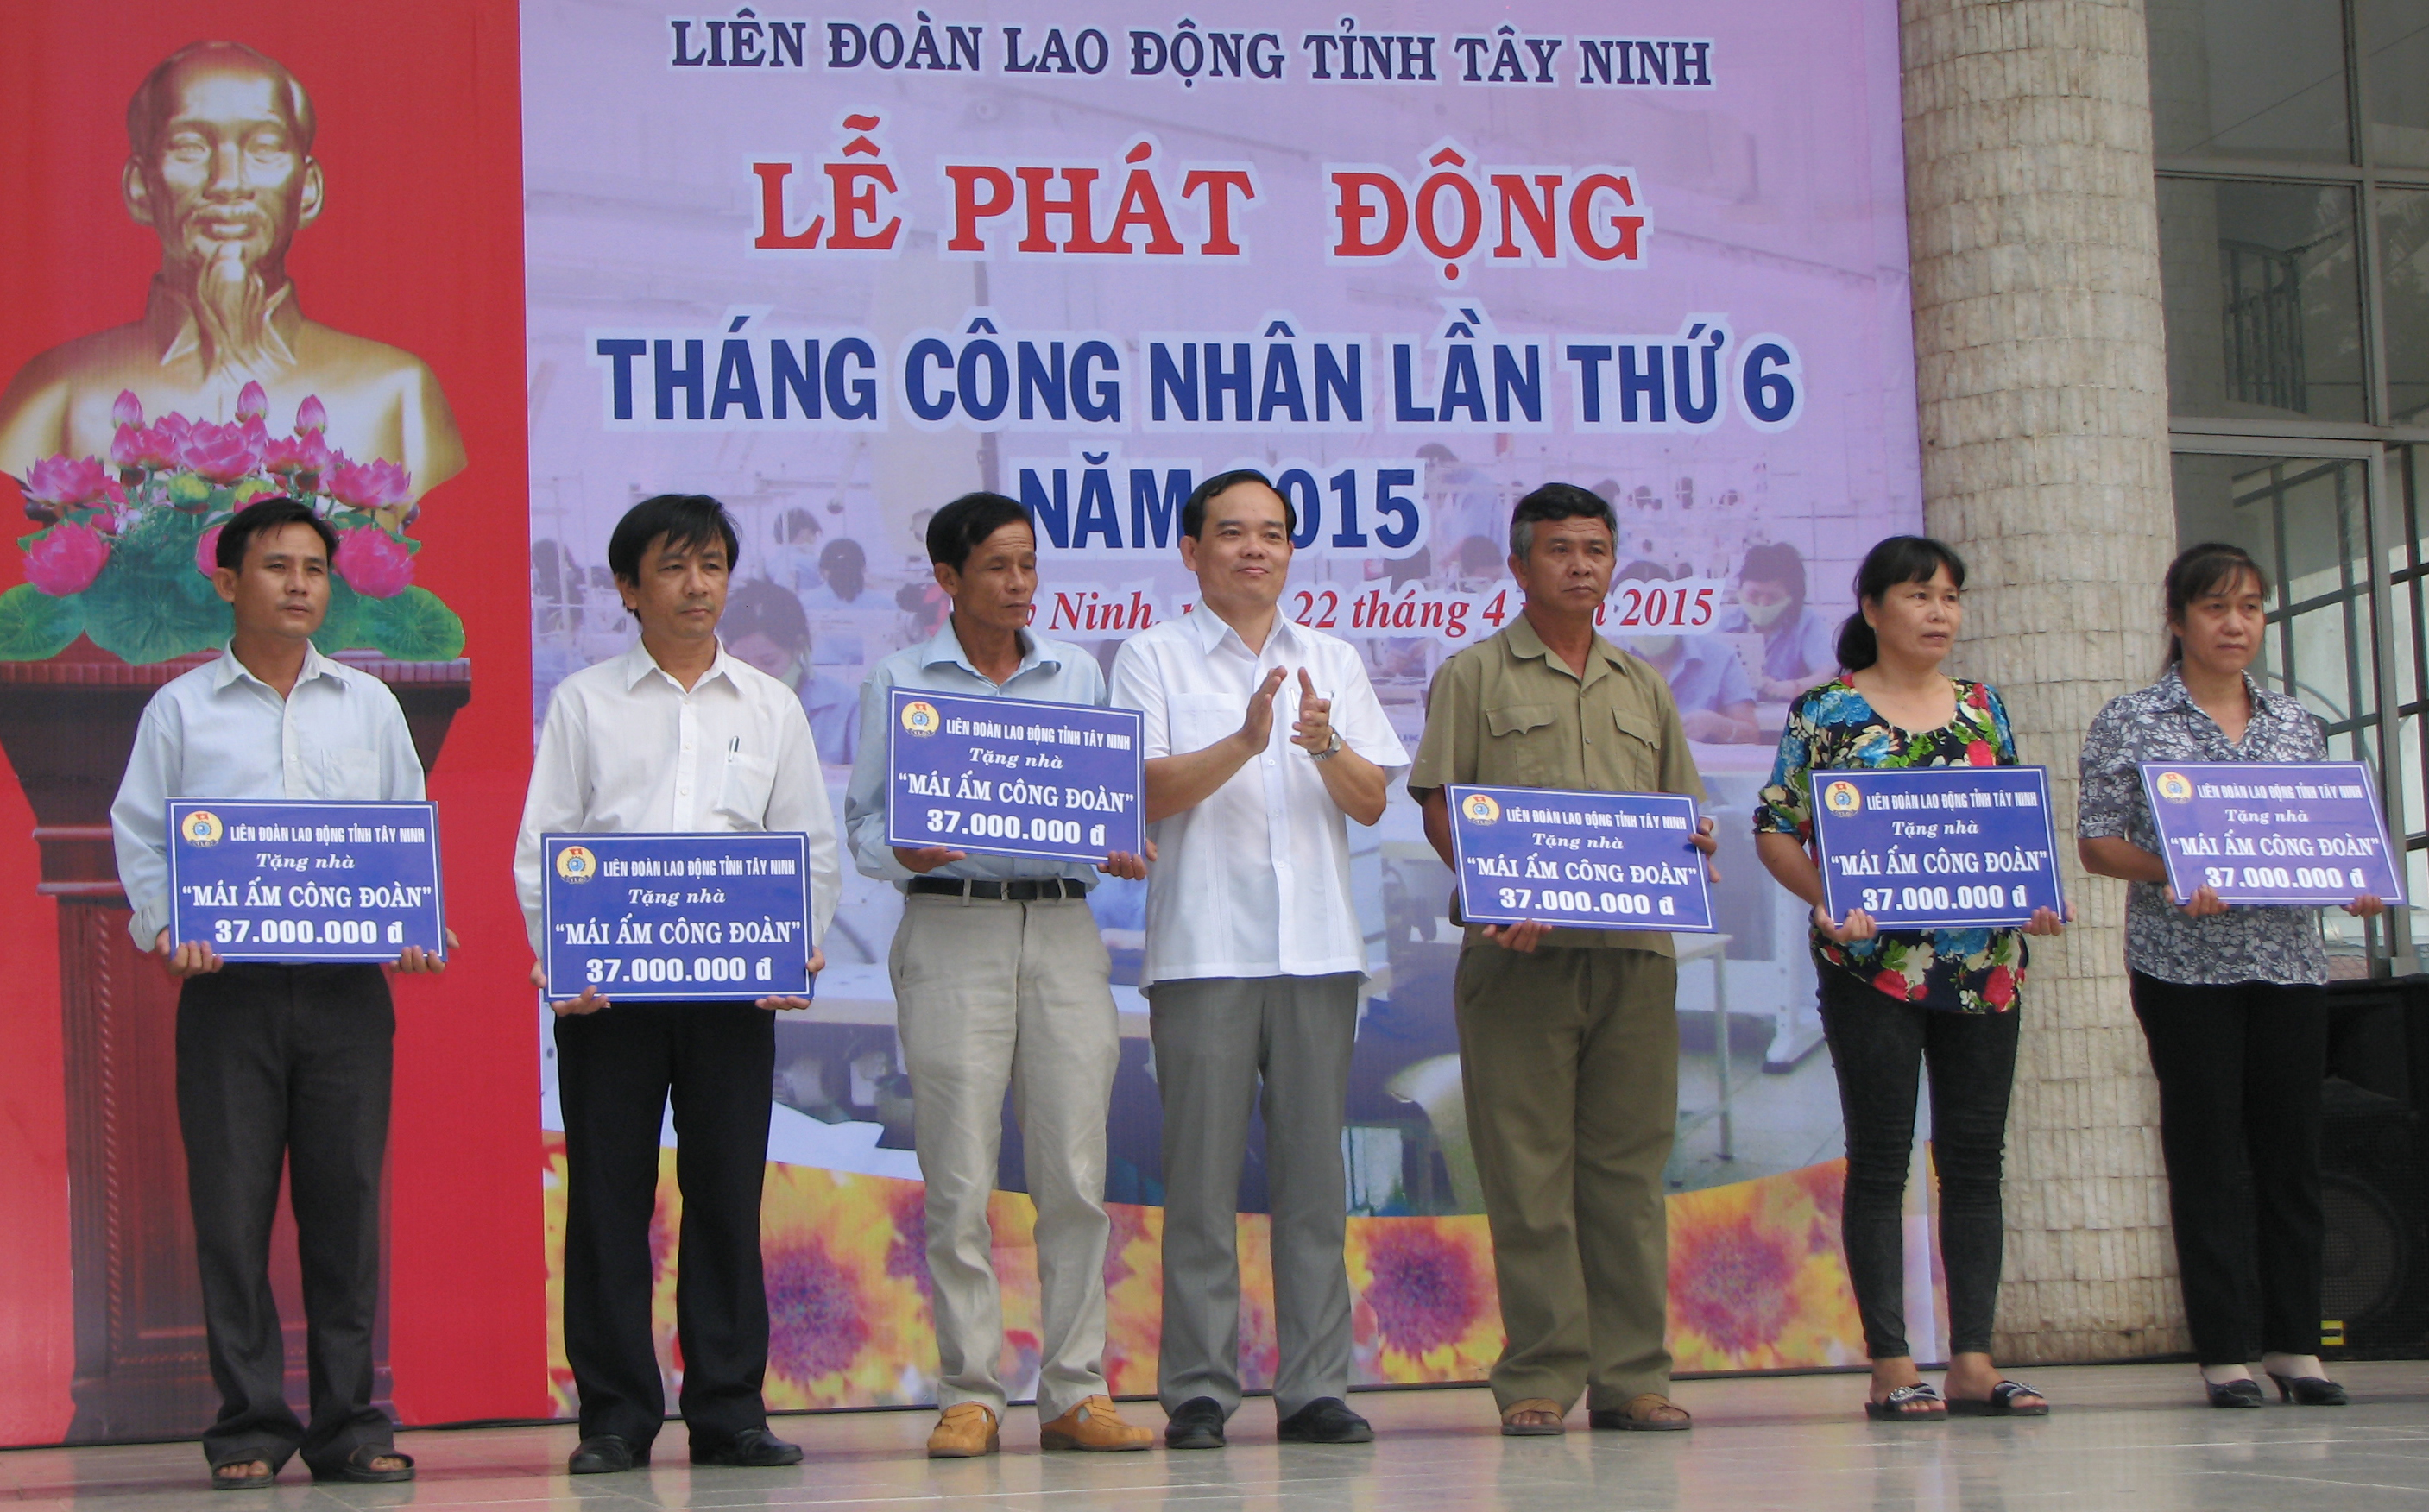 LIÊN ĐOÀN LAO ĐỘNG TỈNH TÂY NINH
LỄ PHÁT ĐỘNG
THÁNG CÔNG NHÂN LẦN THỨ 6
NĂM 2015
Ninh, 22 tháng 4 2015
LIÊN ĐOÀN LAO ĐỘNG TỈNH TÂY NINH
Tặng nhà
“MÁI ẤM CÔNG ĐOÀN”
37.000.000 đ
LIÊN ĐOÀN LAO ĐỘNG TỈNH TÂY NINH
Tặng nhà
“MÁI ẤM CÔNG ĐOÀN”
37.000.000 đ
LIÊN ĐOÀN LAO ĐỘNG TỈNH TÂY NINH
Tặng nhà
“MÁI ẤM CÔNG ĐOÀN”
37.000.000 đ
LIÊN ĐOÀN LAO ĐỘNG TỈNH TÂY NINH
Tặng nhà
“MÁI ẤM CÔNG ĐOÀN”
37.000.000 đ
LIÊN ĐOÀN LAO ĐỘNG TỈNH TÂY NINH
Tặng nhà
“MÁI ẤM CÔNG ĐOÀN”
37.000.000 đ
LIÊN ĐOÀN LAO ĐỘNG TỈNH TÂY NINH
Tặng nhà
“MÁI ẤM CÔNG ĐOÀN”
37.000.000 đ